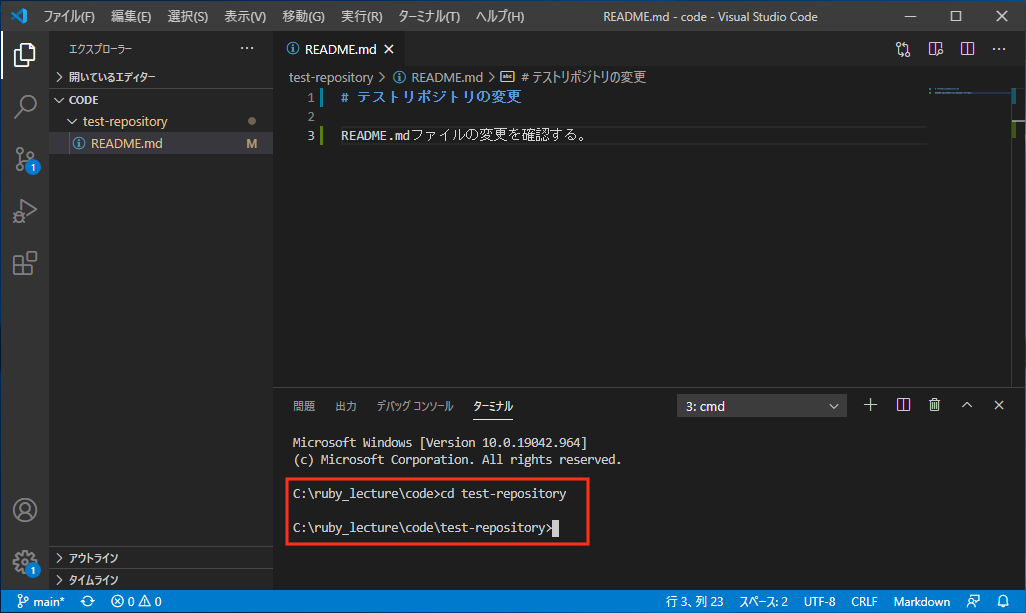 ファイル(F) 編集(E) 選択(S) 表示(V) 移動(G) 実行(R) ターミナル(T) ヘルプ(H) README.md - code - Visual Studio Code
エクスプローラー
開いているエディター
CODE
test-repository
README.md M
1
1
アウトライン
タイムライン
README.md
test-repository > README.md > # テストリポジトリの変更
1 # テストリポジトリの変更
2
3 README.mdファイルの変更を確認する。
問題 出力 デバッグ コンソール ターミナル 3: cmd
Microsoft Windows [Version 10.0.19042.964]
(c) Microsoft Corporation. All rights reserved.
C:\ruby_lecture\code>cd test-repository
C:\ruby_lecture\code\test-repository>
main* 0 0 行 3、列 23 スペース: 2 UTF-8 CRLF Markdown